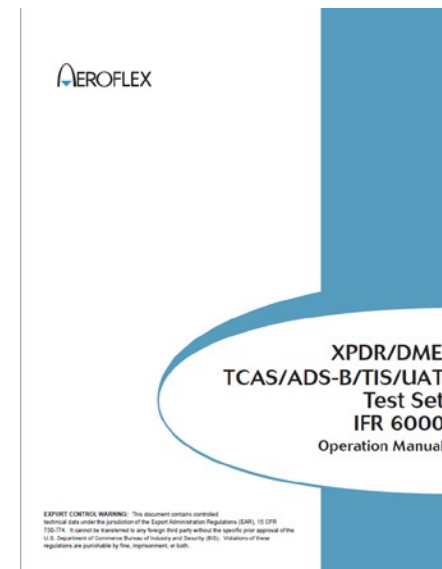 AEROFLEX
XPDR/DME
TCAS/ADS-B/TIS/UAT
Test Set
IFR 6000
Operation Manual
EXPORT CONTROL WARNING: This document contains controlled
technical data under the jurisdiction of the Export Administration Regulations (EAR), 15 CFR
730-774. It cannot be transferred to any foreign third party without the specific prior approval of the
U.S. Department of Commerce Bureau of Industry and Security (BIS). Violations of these
regulations are punishable by fine, imprisonment, or both.